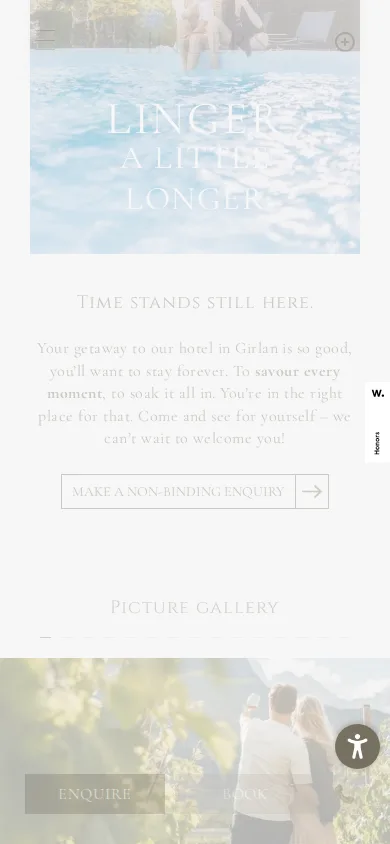 LINGER
A LITTLE
LONGER
Time stands still here.
Your getaway to our hotel in Girlan is so good,
you'll want to stay forever. To savour every
moment, to soak it all in. You're in the right
place for that. Come and see for yourself – we
can't wait to welcome you!
W.
Honors
MAKE A NON-BINDING ENQUIRY
Picture gallery
ENQUIRE
BOOK